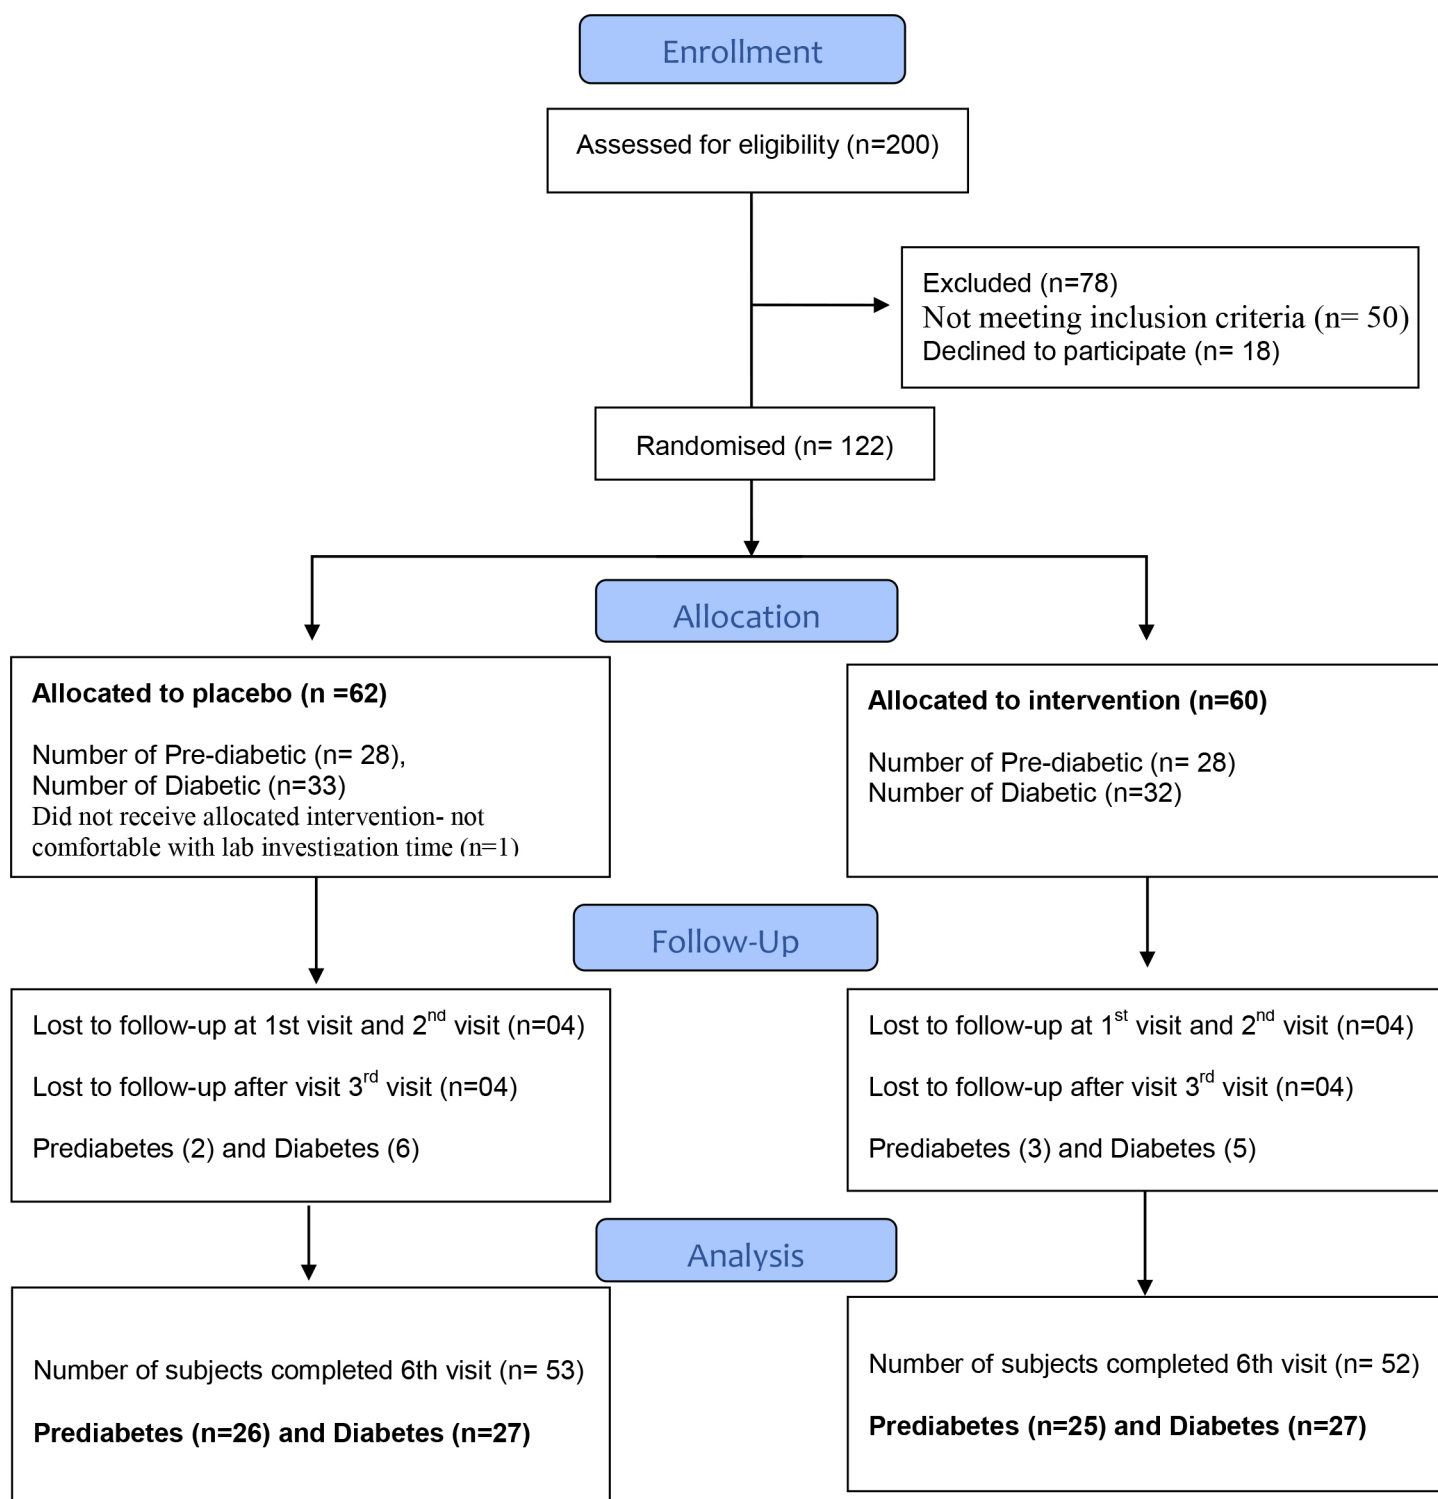 Enrollment
Assessed for eligibility (n=200)
Excluded (n=78)
Not meeting inclusion criteria (n= 50)
Declined to participate (n= 18)
Randomised (n= 122)
Allocation
Allocated to placebo (n =62)
Number of Pre-diabetic (n= 28),
Number of Diabetic (n=33)
Did not receive allocated intervention- not
comfortable with lab investigation time (n=1)
Allocated to intervention (n=60)
Number of Pre-diabetic (n= 28)
Number of Diabetic (n=32)
Follow-Up
Lost to follow-up at 1st visit and 2nd visit (n=04)
Lost to follow-up after visit 3rd visit (n=04)
Prediabetes (2) and Diabetes (6)
Lost to follow-up at 1st visit and 2nd visit (n=04)
Lost to follow-up after visit 3rd visit (n=04)
Prediabetes (3) and Diabetes (5)
Analysis
Number of subjects completed 6th visit (n= 53)
Prediabetes (n=26) and Diabetes (n=27)
Number of subjects completed 6th visit (n= 52)
Prediabetes (n=25) and Diabetes (n=27)